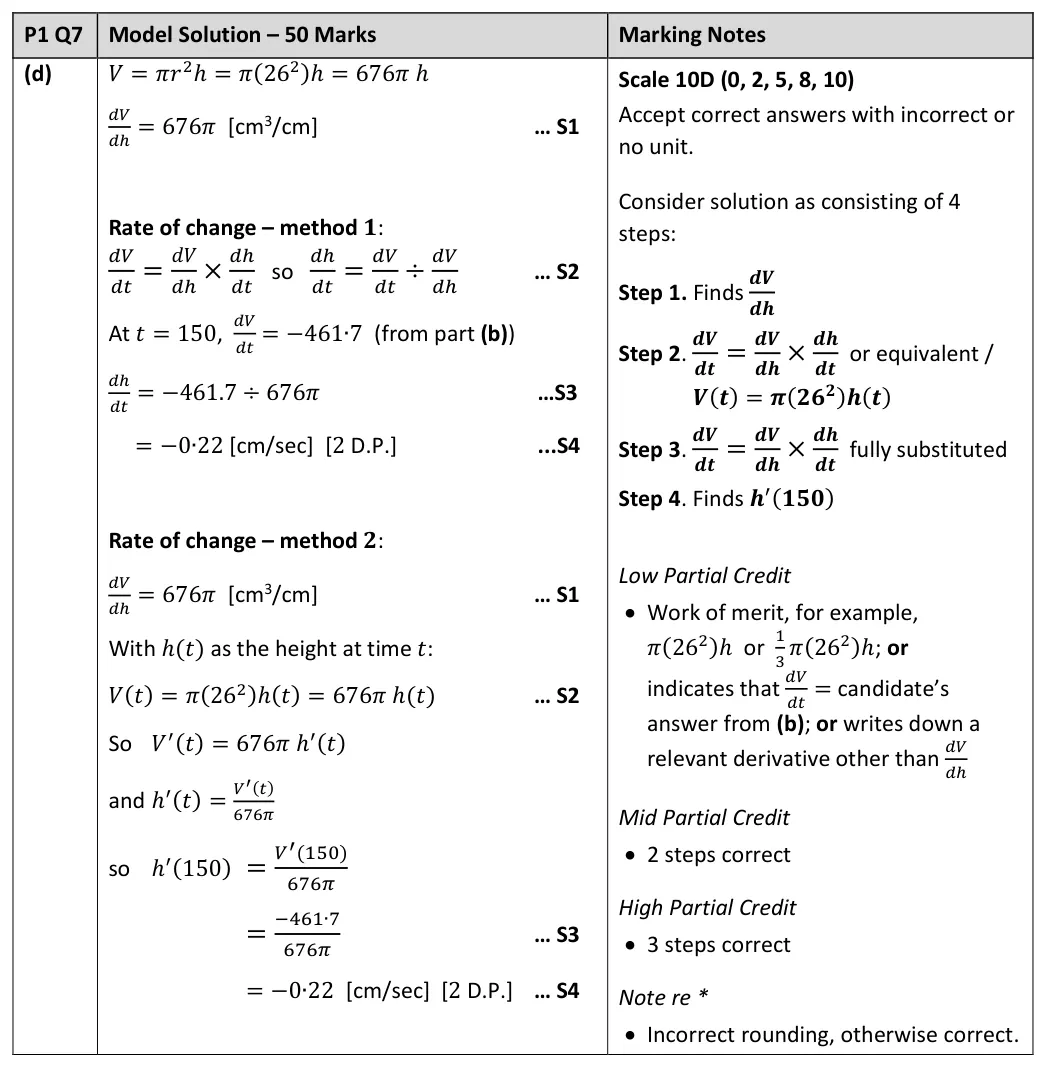 P1 Q7 Model Solution – 50 Marks Marking Notes
(d)
V = πr²h = π(26²)h = 676π h
dV/dh = 676π [cm³/cm] … S1
Rate of change – method 1:
dV/dt = dV/dh × dh/dt so dh/dt = dV/dt ÷ dV/dh … S2
At t = 150, dV/dt = −461·7 (from part (b))
dh/dt = −461.7 ÷ 676π …S3
= −0·22 [cm/sec] [2 D.P.] ...S4
Rate of change – method 2:
dV/dh = 676π [cm³/cm] … S1
With h(t) as the height at time t:
V(t) = π(26²)h(t) = 676π h(t) … S2
So V′(t) = 676π h′(t)
and h′(t) = V′(t)/676π
so h′(150) = V′(150)/676π
= −461·7/676π … S3
= −0·22 [cm/sec] [2 D.P.] … S4
Scale 10D (0, 2, 5, 8, 10)
Accept correct answers with incorrect or
no unit.
Consider solution as consisting of 4
steps:
Step 1. Finds dV/dh
Step 2. dV/dt = dV/dh × dh/dt or equivalent /
V(t) = π(26²)h(t)
Step 3. dV/dt = dV/dh × dh/dt fully substituted
Step 4. Finds h′(150)
Low Partial Credit
• Work of merit, for example,
π(26²)h or 1/3 π(26²)h; or
indicates that dV/dt = candidate’s
answer from (b); or writes down a
relevant derivative other than dV/dh
Mid Partial Credit
• 2 steps correct
High Partial Credit
• 3 steps correct
Note re *
• Incorrect rounding, otherwise correct.